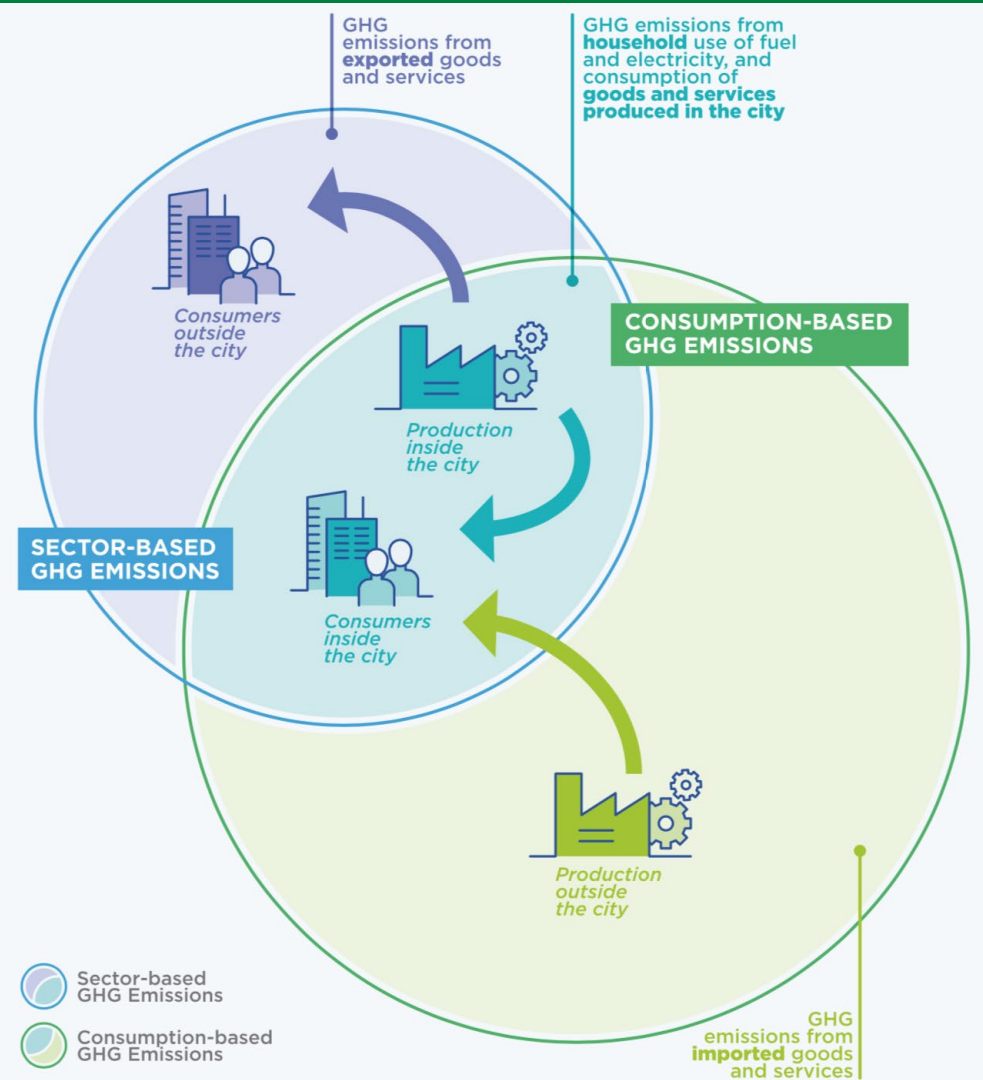 GHG
emissions from
exported goods
and services
GHG emissions from
household use of fuel
and electricity, and
consumption of
goods and services
produced in the city
Consumers
outside
the city
CONSUMPTION-BASED
GHG EMISSIONS
Production
inside
the city
SECTOR-BASED
GHG EMISSIONS
Consumers
inside
the city
Production
outside
the city
Sector-based
GHG Emissions
Consumption-based
GHG Emissions
GHG
emissions from
imported goods
and services